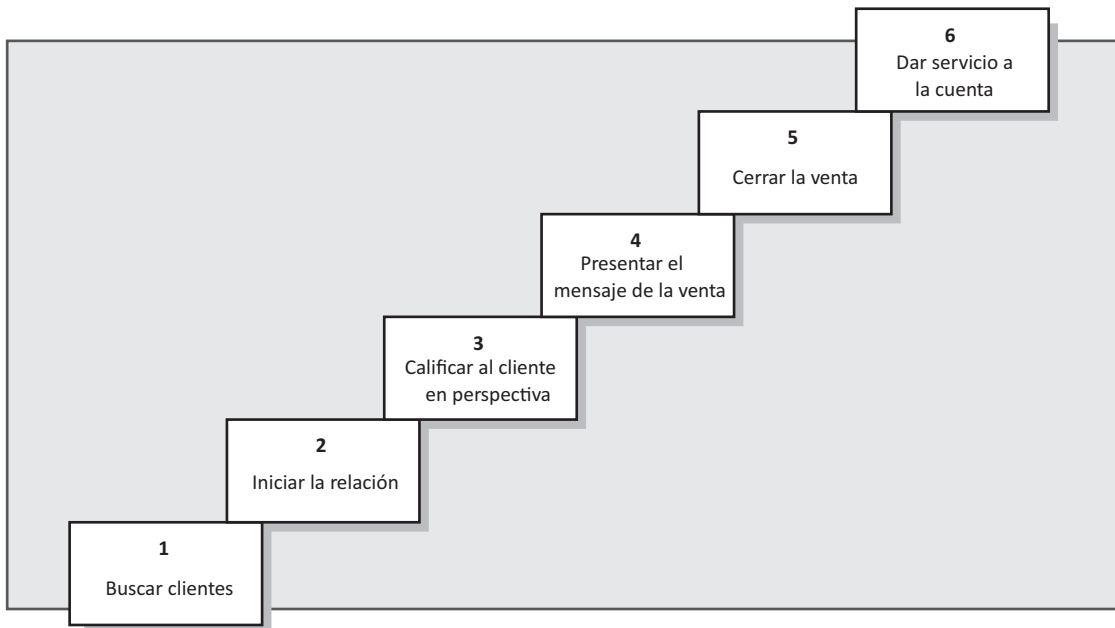 6
Dar servicio a
la cuenta
5
Cerrar la venta
4
Presentar el
mensaje de la venta
3
Calificar al cliente
en perspectiva
2
Iniciar la relación
1
Buscar clientes